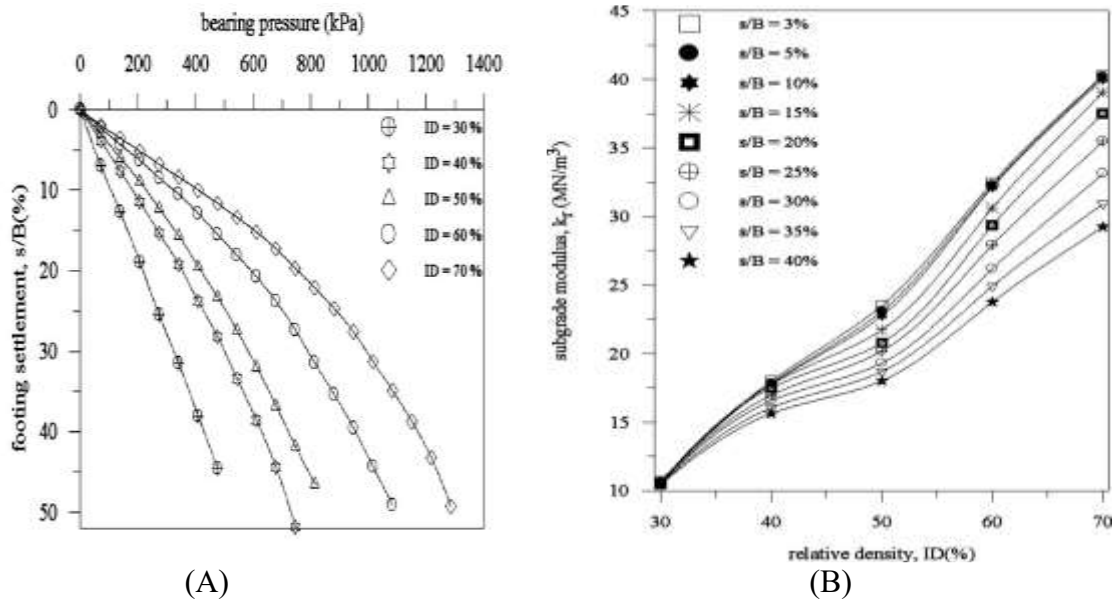 bearing pressure (kPa)
0 200 400 600 800 1000 1200 1400
0
10
20
30
40
50
footing settlement, s/B(%)
ID = 30 %
ID = 40 %
ID = 50 %
ID = 60 %
ID = 70 %
(A)
45
40
35
30
25
20
15
10
subgrade modulus, kr (MN/m³)
s/B = 3%
s/B = 5%
s/B = 10%
s/B = 15%
s/B = 20%
s/B = 25%
s/B = 30%
s/B = 35%
s/B = 40%
30 40 50 60 70
relative density, ID(%)
(B)